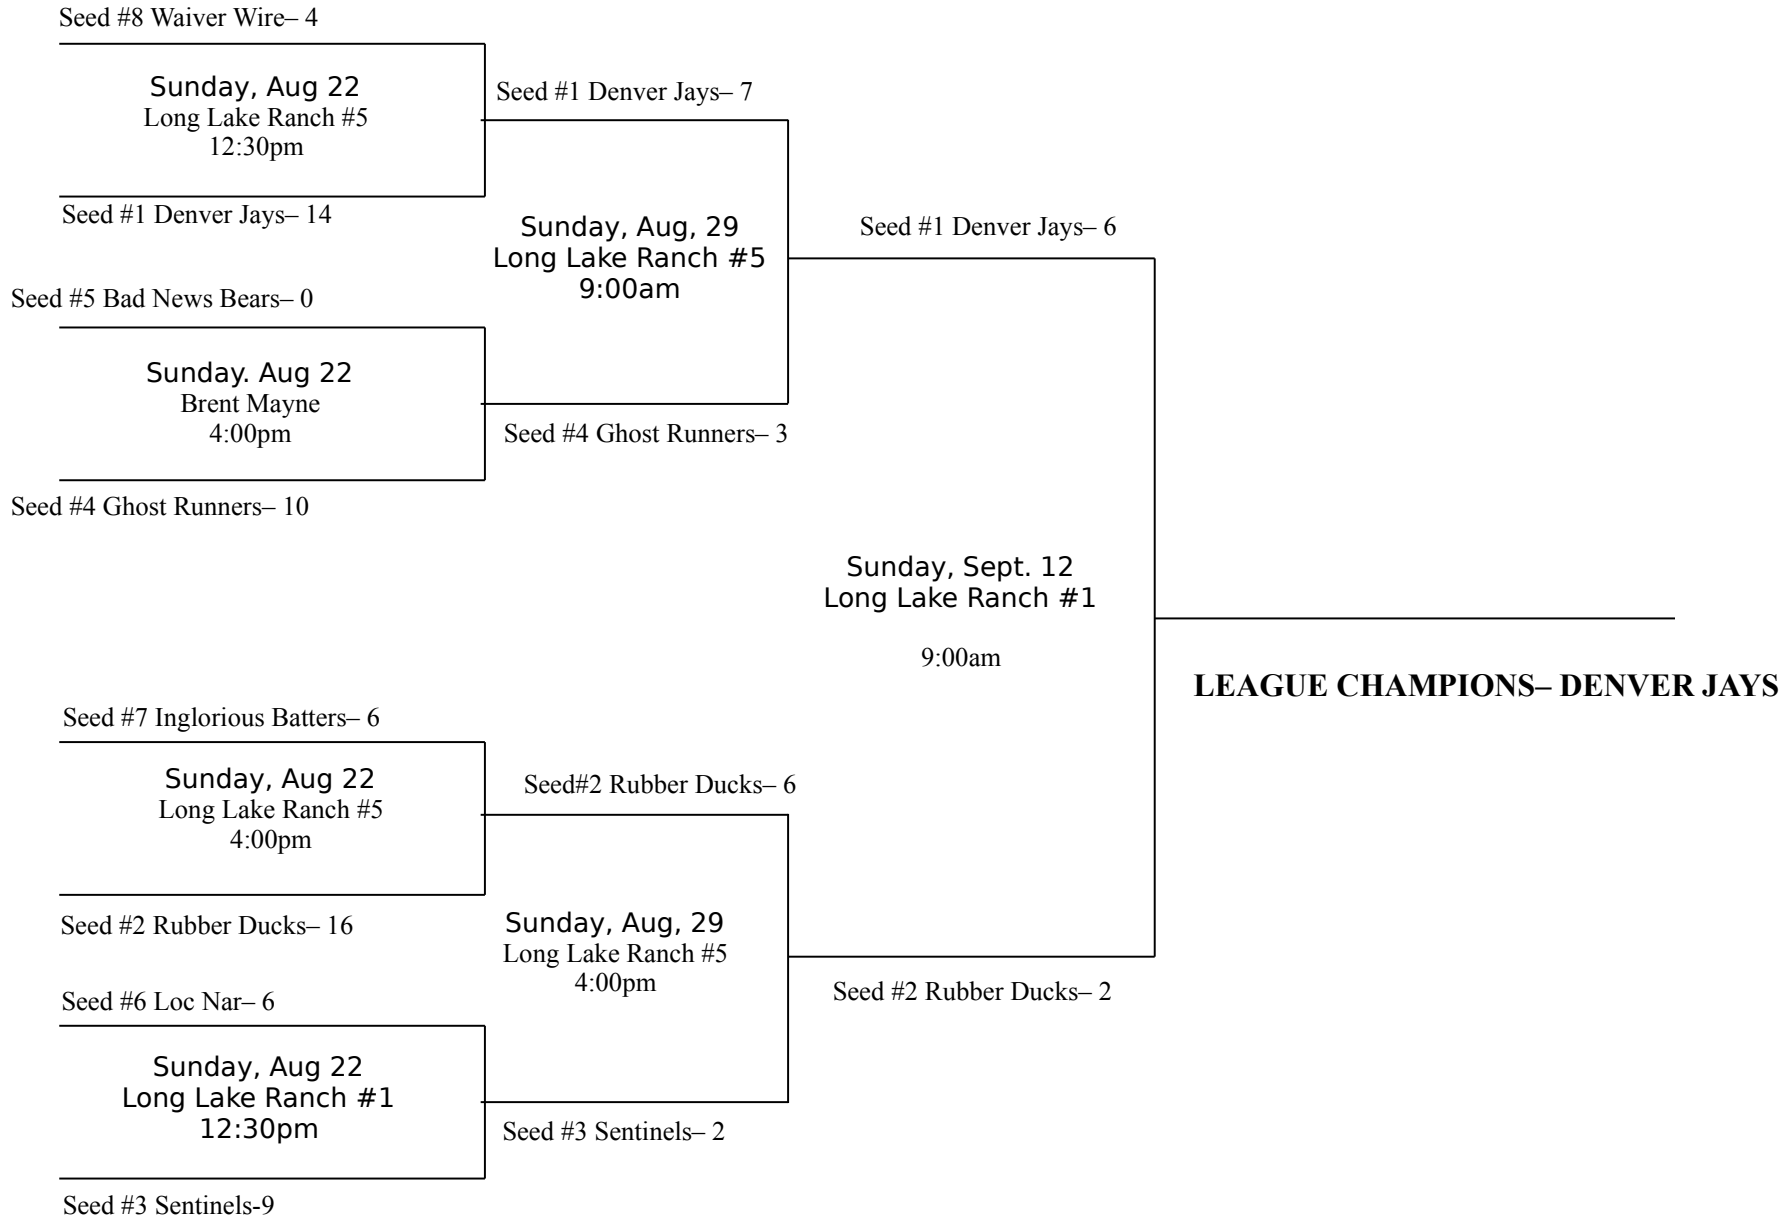 Seed #8 Waiver Wire– 4
Sunday, Aug 22
Long Lake Ranch #5
12:30pm
Seed #1 Denver Jays– 14
Seed #5 Bad News Bears– 0
Sunday. Aug 22
Brent Mayne
4:00pm
Seed #4 Ghost Runners– 10
Seed #1 Denver Jays– 7
Sunday, Aug, 29
Long Lake Ranch #5
9:00am
Seed #4 Ghost Runners– 3
Seed #7 Inglorious Batters– 6
Sunday, Aug 22
Long Lake Ranch #5
4:00pm
Seed #2 Rubber Ducks– 16
Seed #6 Loc Nar– 6
Sunday, Aug 22
Long Lake Ranch #1
12:30pm
Seed #3 Sentinels-9
Seed#2 Rubber Ducks– 6
Sunday, Aug, 29
Long Lake Ranch #5
4:00pm
Seed #3 Sentinels– 2
Seed #1 Denver Jays– 6
Sunday, Sept. 12
Long Lake Ranch #1
9:00am
Seed #2 Rubber Ducks– 2
LEAGUE CHAMPIONS– DENVER JAYS